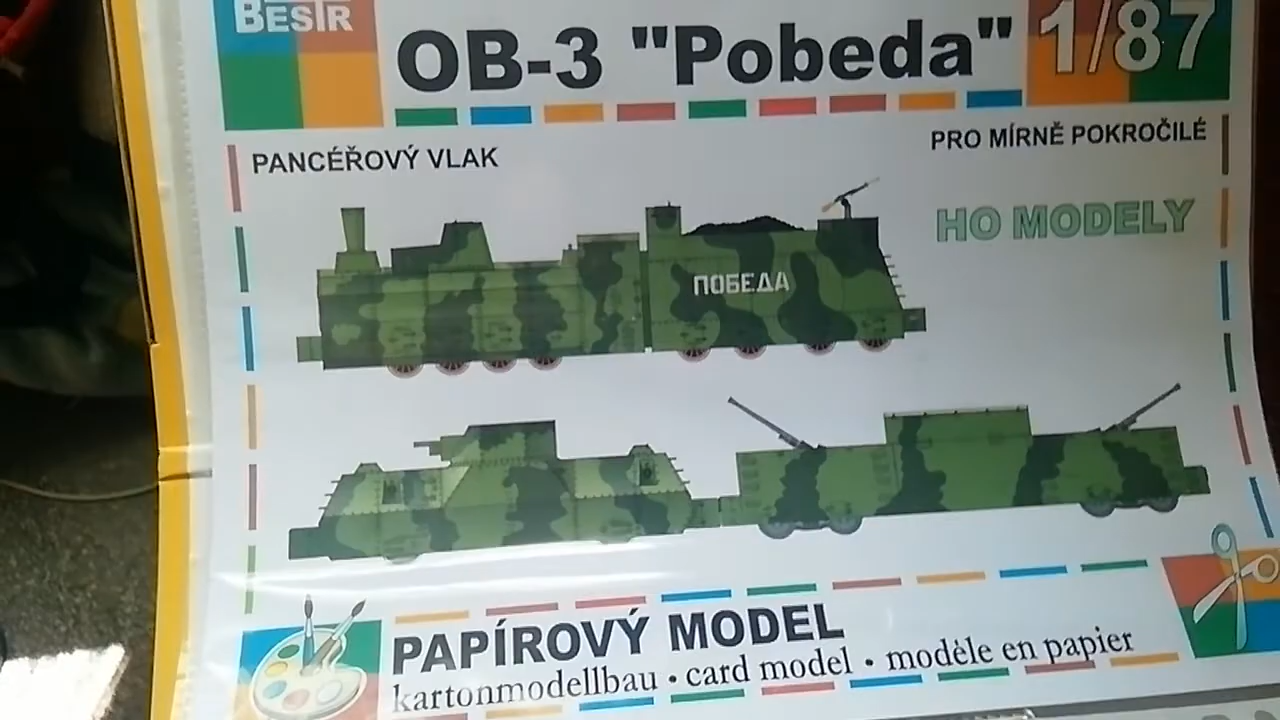 BESTR
OB-3 "Pobeda"
1/87
PANCÉŘOVÝ VLAK
PRO MÍRNĚ POKROČILÉ
HO MODELY
ПОБЕДА
PAPÍROVÝ MODEL
kartonmodellbau • card model • modèle en papier